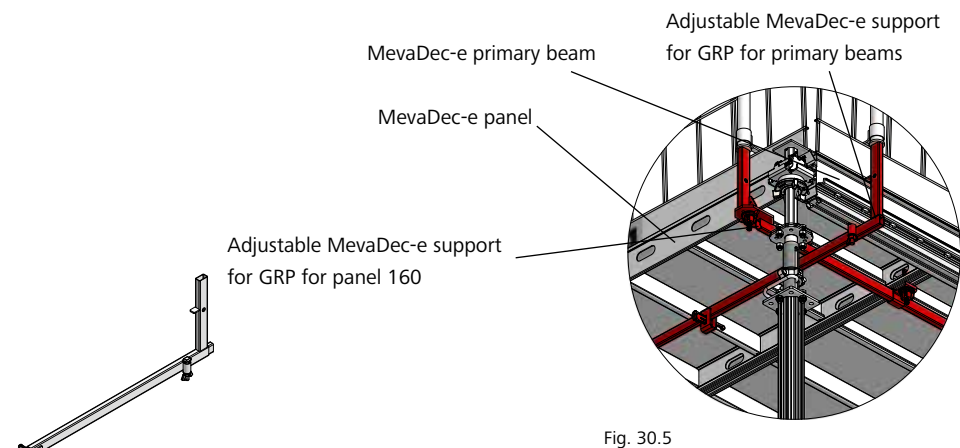 Adjustable MevaDec-e support
for GRP for primary beams
MevaDec-e primary beam
MevaDec-e panel
Adjustable MevaDec-e support
for GRP for panel 160
Fig. 30.5